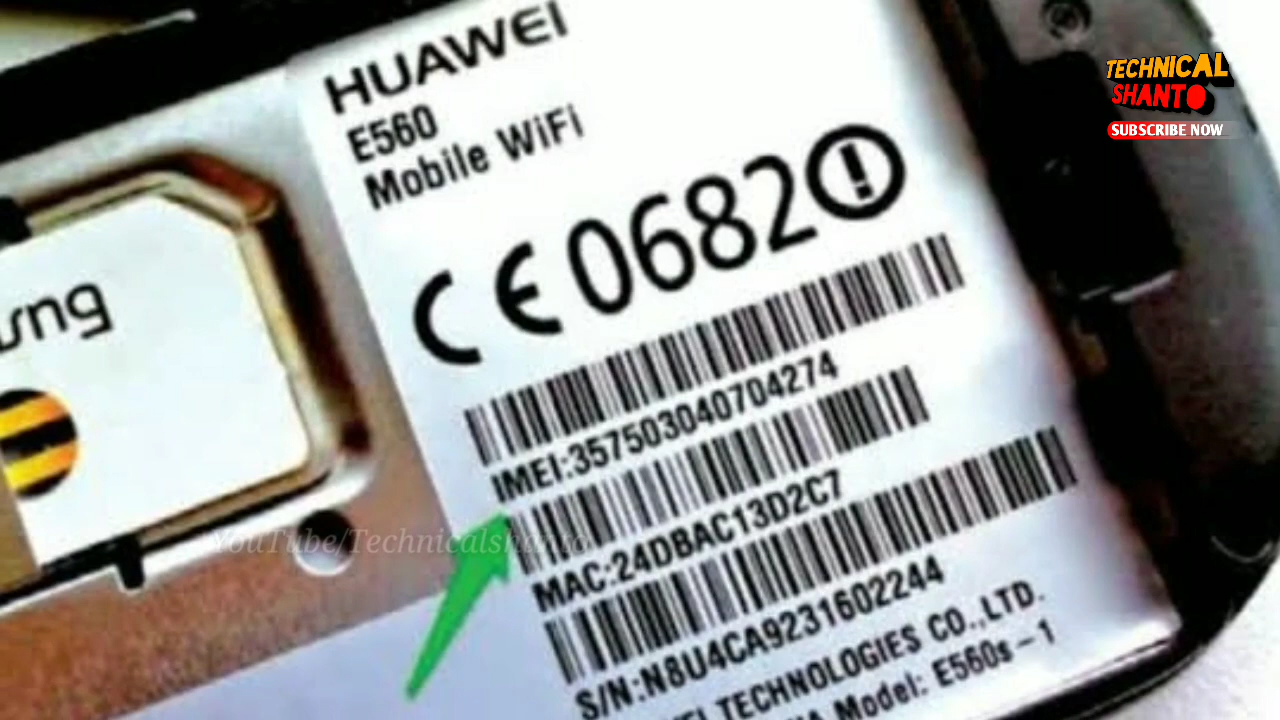 HUAWEI
E560
Mobile WiFi
CE0682
IMEI:357503040704274
MAC:24DBAC13D2C7
S/N:N8U4CA9231602244
TECHNOLOGIES CO.,LTD.
Model: E560s-1
TECHNICAL
SHANTO
SUBSCRIBE NOW